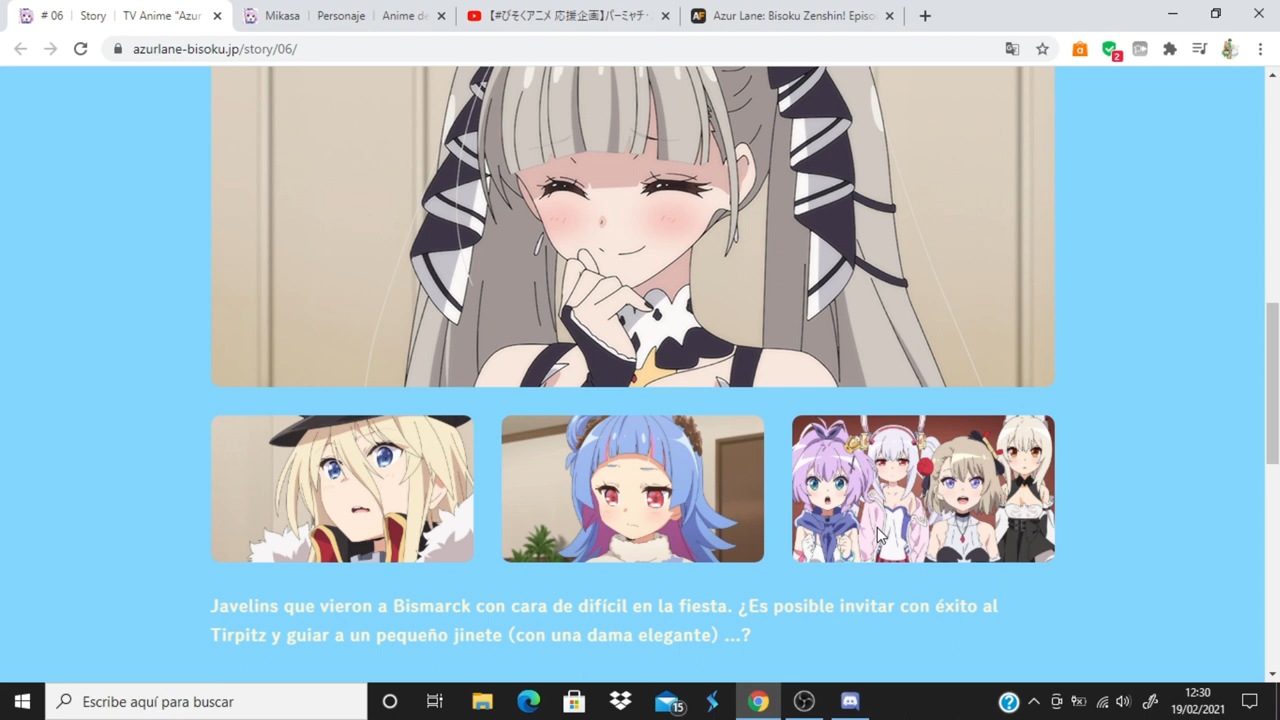 # 06 | Story | TV Anime "Azur
Mikasa | Personaje | Anime de
【#びそくアニメ 応援企画】バーミヤチ・
Azur Lane: Bisoku Zenshin! Episo
azurlane-bisoku.jp/story/06/
2
Javelins que vieron a Bismarck con cara de difícil en la fiesta. ¿Es posible invitar con éxito al
Tirpitz y guiar a un pequeño jinete (con una dama elegante) ...?
Escribe aquí para buscar
15
12:30
19/02/2021